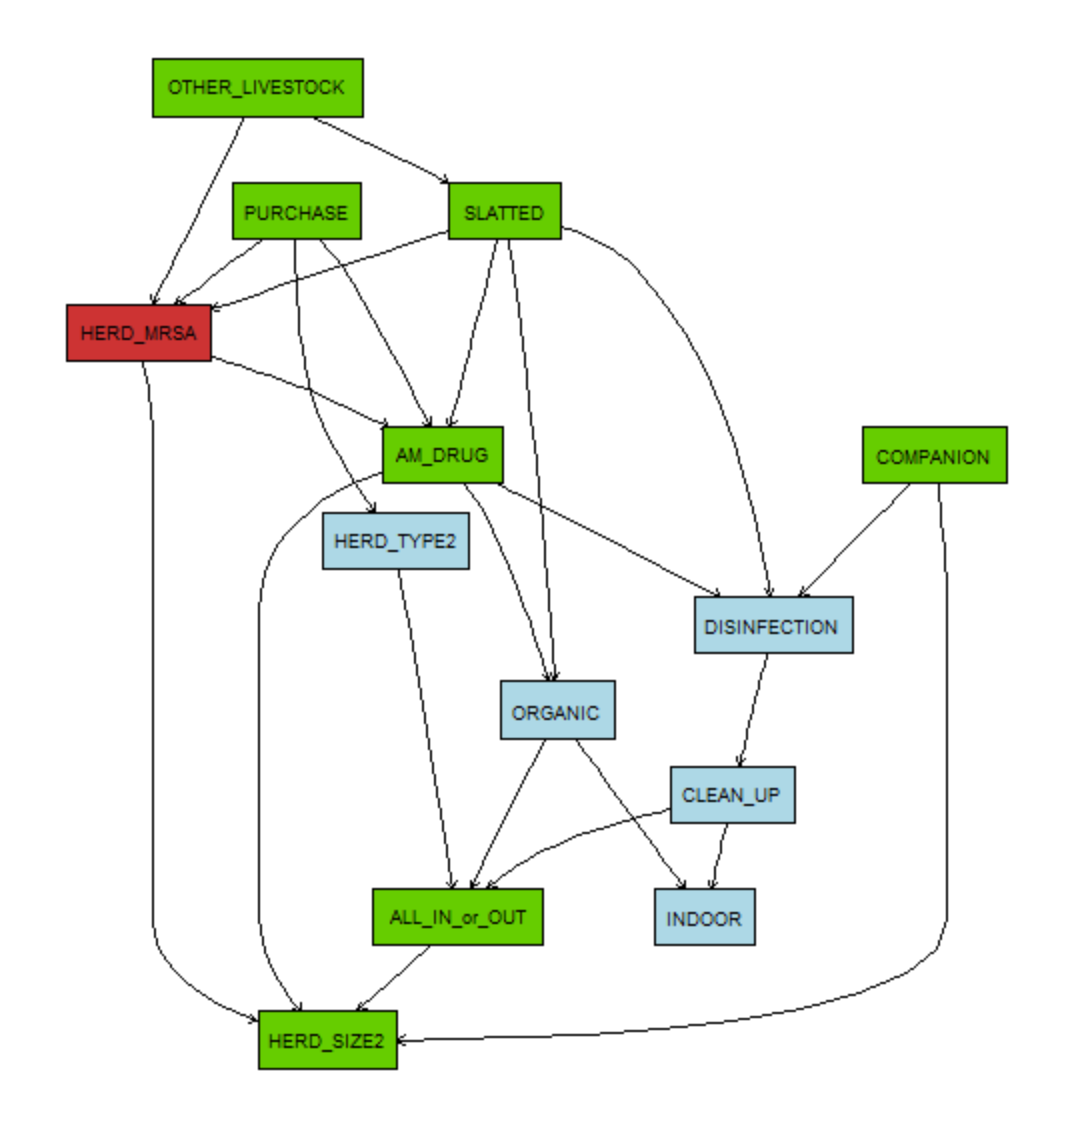 OTHER_LIVESTOCK
PURCHASE
SLATTED
HERD_MRSA
AM_DRUG
COMPANION
HERD_TYPE2
DISINFECTION
ORGANIC
CLEAN_UP
ALL_IN_or_OUT
INDOOR
HERD_SIZE2